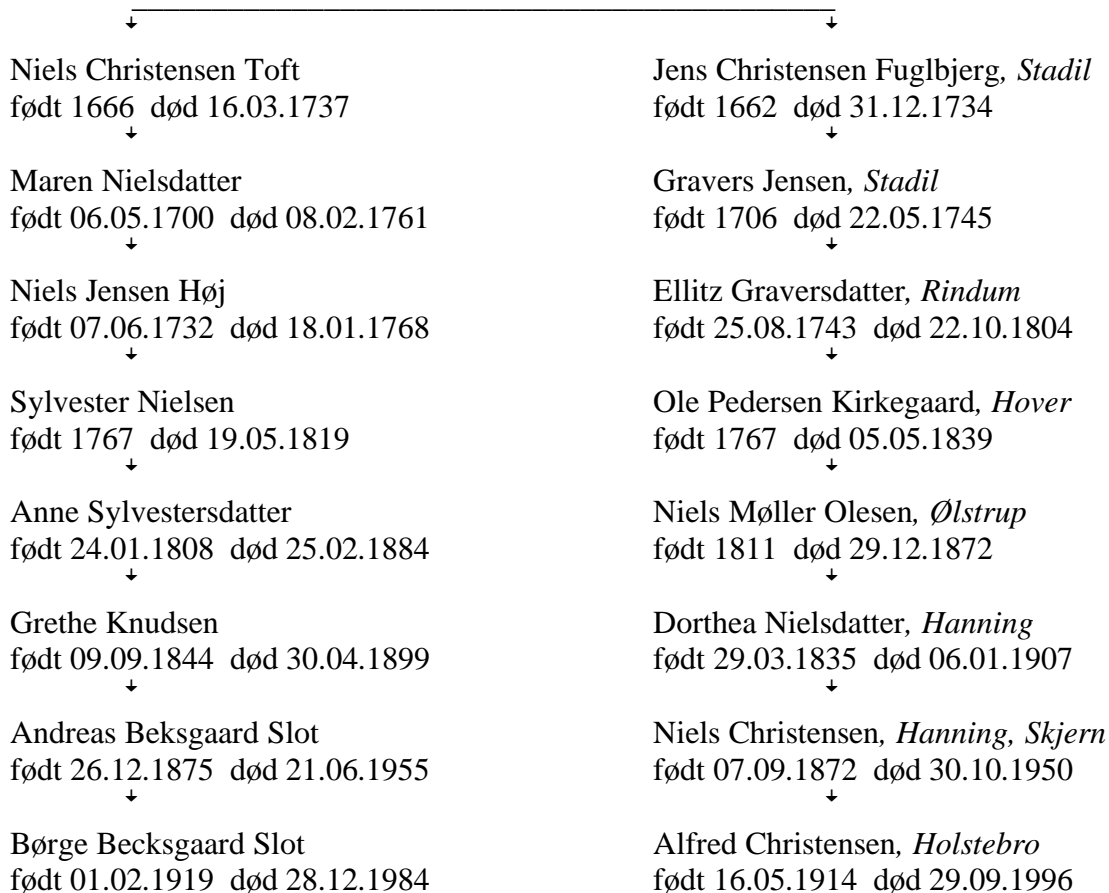 Niels Christensen Toft
født 1666 død 16.03.1737
Jens Christensen Fuglbjerg, Stadil
født 1662 død 31.12.1734
Maren Nielsdatter
født 06.05.1700 død 08.02.1761
Gravers Jensen, Stadil
født 1706 død 22.05.1745
Niels Jensen Høj
født 07.06.1732 død 18.01.1768
Ellitz Graversdatter, Rindum
født 25.08.1743 død 22.10.1804
Sylvester Nielsen
født 1767 død 19.05.1819
Ole Pedersen Kirkegaard, Hover
født 1767 død 05.05.1839
Anne Sylvestersdatter
født 24.01.1808 død 25.02.1884
Niels Møller Olesen, Ølstrup
født 1811 død 29.12.1872
Grethe Knudsen
født 09.09.1844 død 30.04.1899
Dorthea Nielsdatter, Hanning
født 29.03.1835 død 06.01.1907
Andreas Beksgaard Slot
født 26.12.1875 død 21.06.1955
Niels Christensen, Hanning, Skjern
født 07.09.1872 død 30.10.1950
Børge Becksgaard Slot
født 01.02.1919 død 28.12.1984
Alfred Christensen, Holstebro
født 16.05.1914 død 29.09.1996